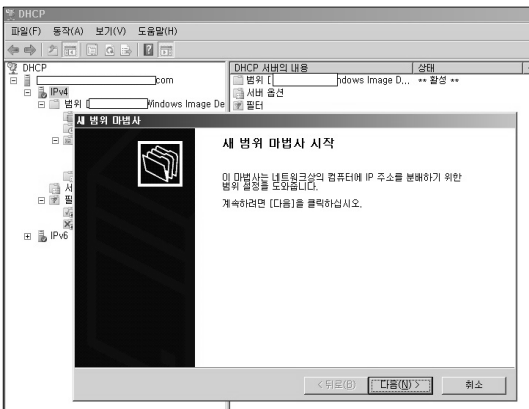 DHCP
파일(F) 동작(A) 보기(V) 도움말(H)
DHCP
com
IPv4
범위 [ Windows Image De
IPv6
DHCP 서버의 내용 상태
범위 [ ndows Image D... ** 활성 **
서버 옵션
필터
새 범위 마법사
새 범위 마법사 시작
이 마법사는 네트워크상의 컴퓨터에 IP 주소를 분배하기 위한
범위 설정을 도와줍니다.
계속하려면 [다음]을 클릭하십시오.
< 뒤로(B) 다음(N) > 취소